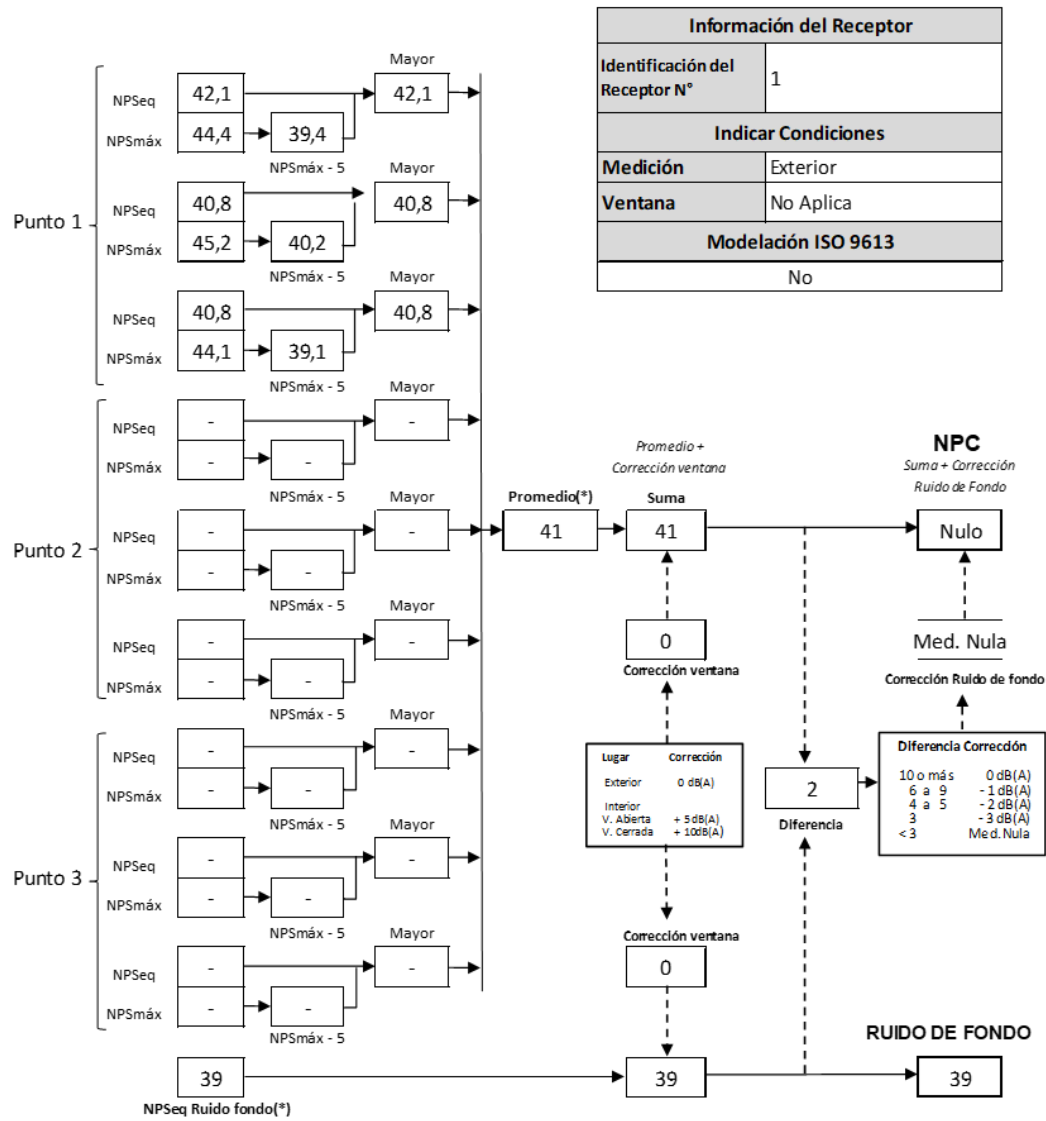 Información del Receptor
Identificación del
Receptor N°
1
Indicar Condiciones
Medición
Exterior
Ventana
No Aplica
Modelación ISO 9613
No
Punto 1
Mayor
NPSeq
42,1
42,1
NPSmáx
44,4
39,4
NPSmáx - 5
Mayor
NPSeq
40,8
40,8
NPSmáx
45,2
40,2
NPSmáx - 5
Mayor
NPSeq
40,8
40,8
NPSmáx
44,1
39,1
NPSmáx - 5
Punto 2
Mayor
NPSeq
-
-
NPSmáx
-
-
NPSmáx - 5
Mayor
NPSeq
-
-
NPSmáx
-
-
NPSmáx - 5
Mayor
NPSeq
-
-
NPSmáx
-
-
NPSmáx - 5
Punto 3
Mayor
NPSeq
-
-
NPSmáx
-
-
NPSmáx - 5
Mayor
NPSeq
-
-
NPSmáx
-
-
NPSmáx - 5
Mayor
NPSeq
-
-
NPSmáx
-
-
NPSmáx - 5
39
NPSeq Ruido fondo(*)
Promedio(*)
41
Promedio +
Corrección ventana
Suma
41
0
Corrección ventana
Lugar Corrección
Exterior 0 dB(A)
Interior
V. Abierta + 5 dB(A)
V. Cerrada + 10dB(A)
Corrección ventana
0
39
NPC
Suma + Corrección
Ruido de Fondo
Nulo
Med. Nula
Corrección Ruido de fondo
Diferencia Corrección
10 o más 0 dB(A)
6 a 9 - 1 dB(A)
4 a 5 - 2 dB(A)
3 - 3 dB(A)
< 3 Med. Nula
2
Diferencia
RUIDO DE FONDO
39